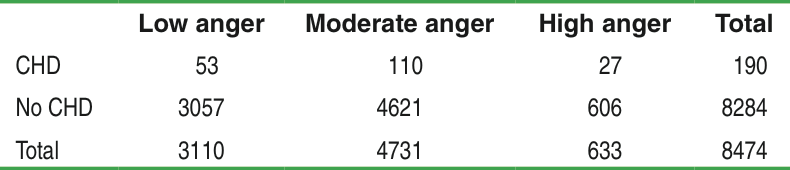 Low anger Moderate anger High anger Total
CHD 53 110 27 190
No CHD 3057 4621 606 8284
Total 3110 4731 633 8474